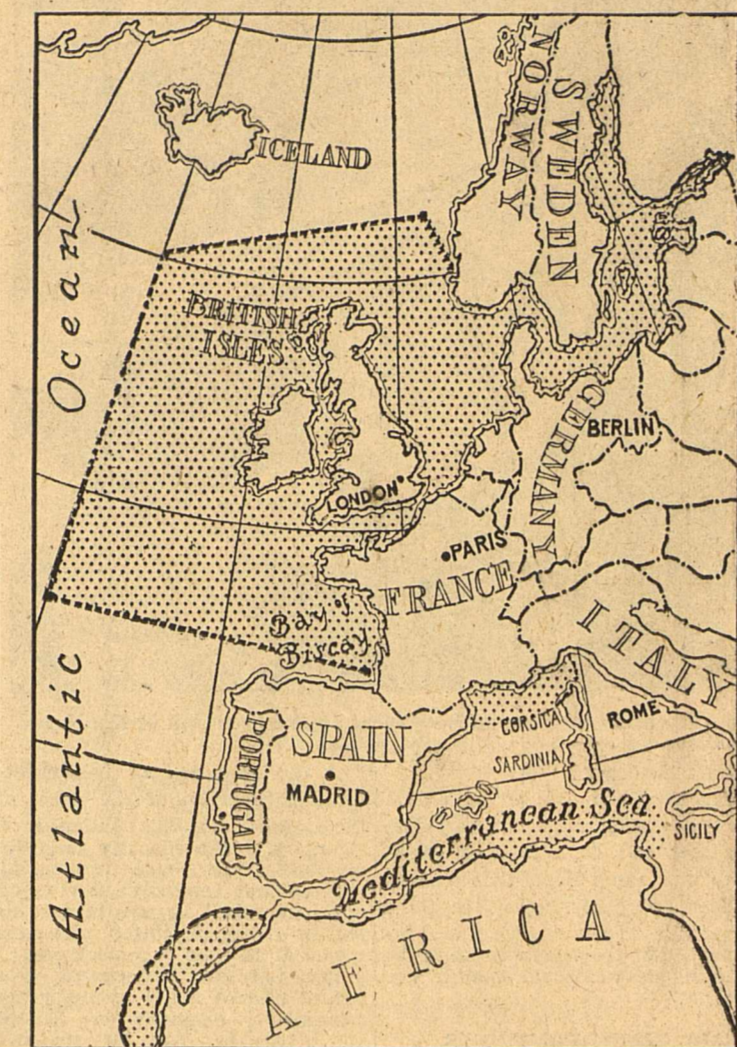 NORWAY
SWEDEN
ICELAND
Ocean
BRITISH
ISLES
GERMANY
BERLIN
LONDON
PARIS
FRANCE
Bay of
Biscay
ITALY
Atlantic
CORSICA
ROME
SPAIN
PORTUGAL
SARDINIA
MADRID
Mediterranean Sea
SICILY
AFRICA